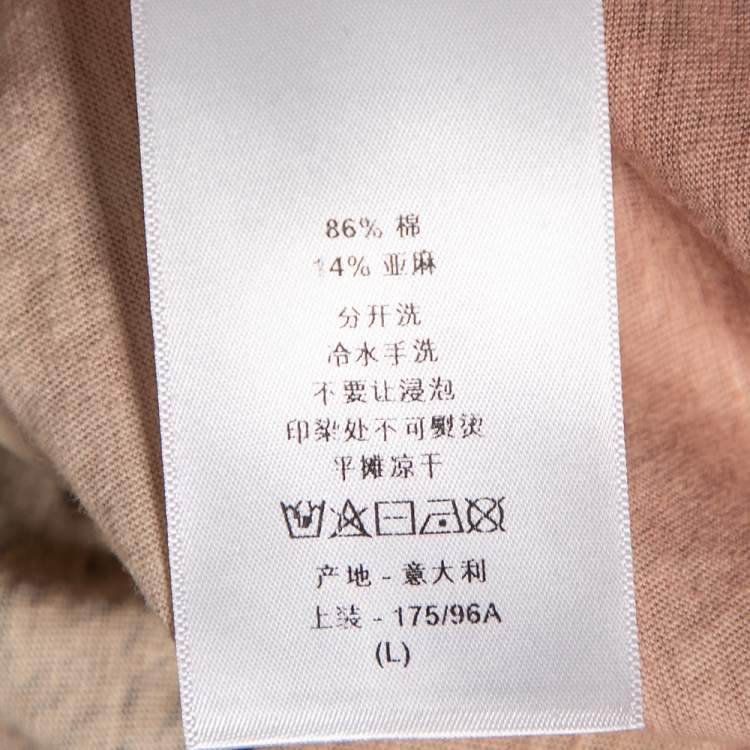 86% 棉
14% 亚麻
分开洗
冷水手洗
不要让浸泡
印染处不可熨烫
平摊凉干
产地 - 意大利
上装 - 175/96A
(L)